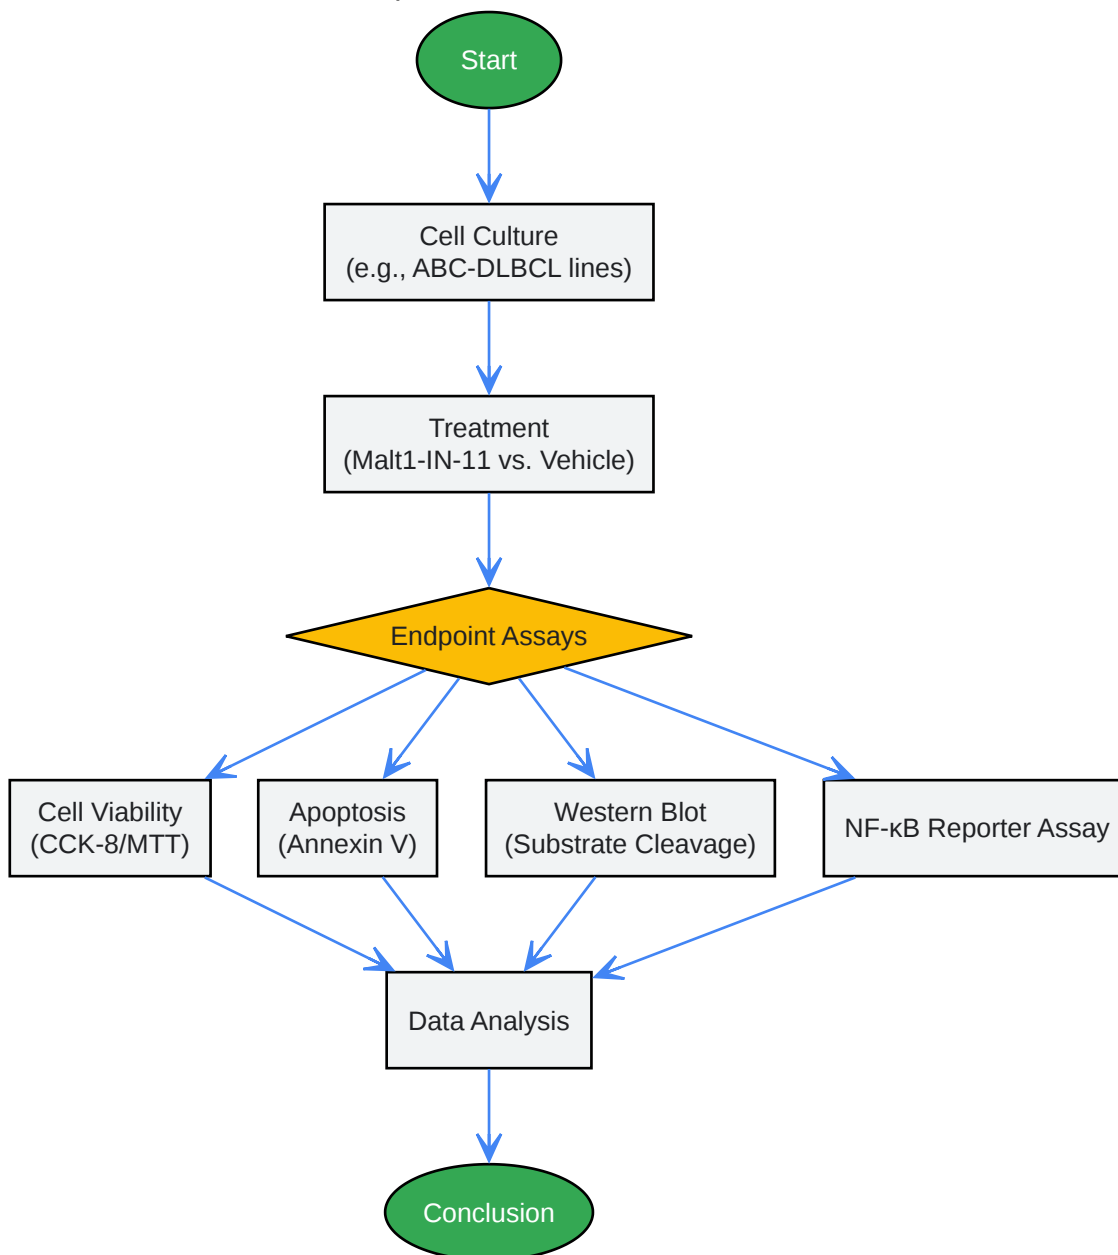 Start
Cell Culture
(e.g., ABC-DLBCL lines)
Treatment
(Malt1-IN-11 vs. Vehicle)
Endpoint Assays
Cell Viability
(CCK-8/MTT)
Apoptosis
(Annexin V)
Western Blot
(Substrate Cleavage)
NF-κB Reporter Assay
Data Analysis
Conclusion